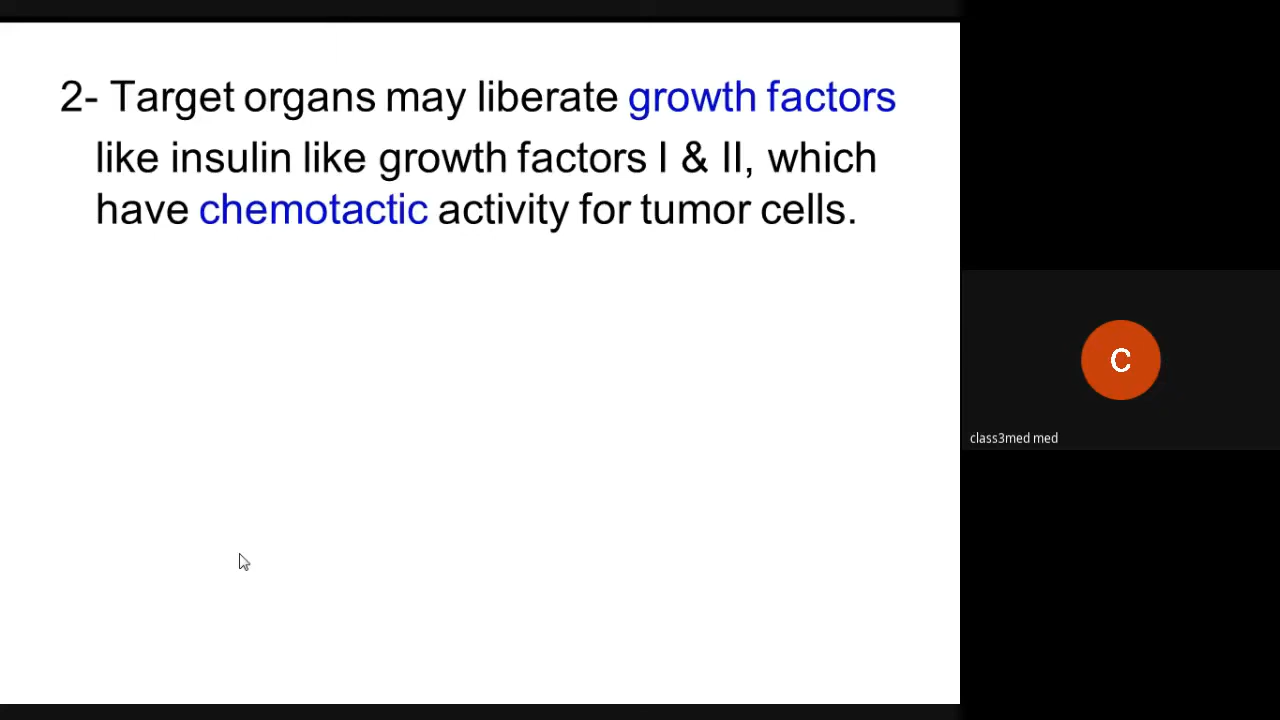 2- Target organs may liberate growth factors
like insulin like growth factors I & II, which
have chemotactic activity for tumor cells.
C
class3med med